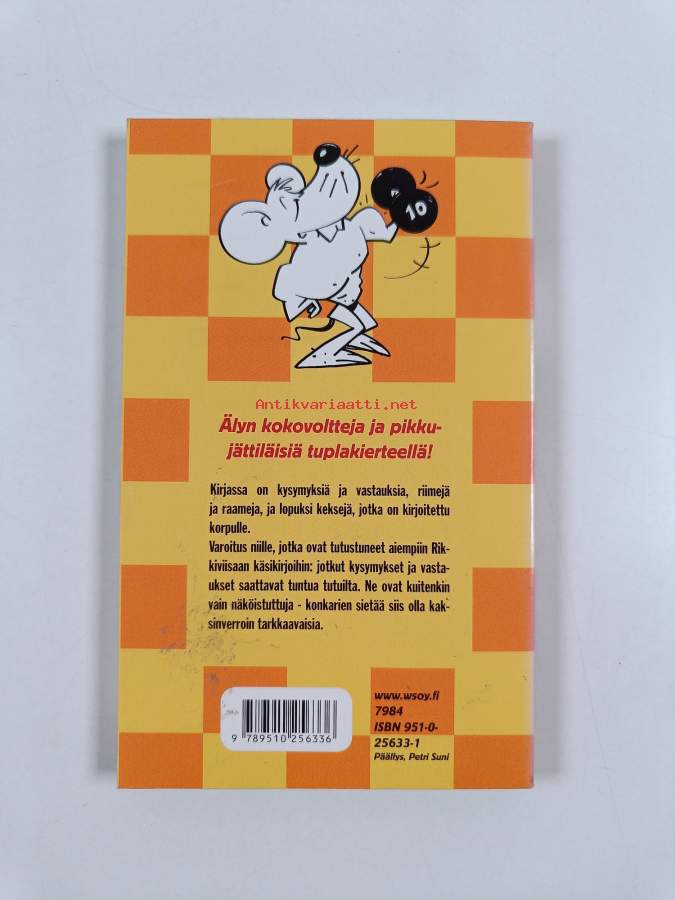 10
Antikvariaatti.net
Älyn kokovoltteja ja pikku-
jättiläisiä tuplakierteellä!
Kirjassa on kysymyksiä ja vastauksia, riimejä
ja raameja, ja lopuksi keksejä, jotka on kirjoitettu
korpulle.
Varoitus niille, jotka ovat tutustuneet aiempiin Rik-
kiviisaan käsikirjoihin: jotkut kysymykset ja vasta-
ukset saattavat tuntua tutuilta. Ne ovat kuitenkin
vain näköistuttuja - konkarien sietää siis olla kak-
sinverroin tarkkaavaisia.
www.wsoy.fi
7984
ISBN 951-0-
25633-1
Päällys, Petri Suni
9 789510 256336